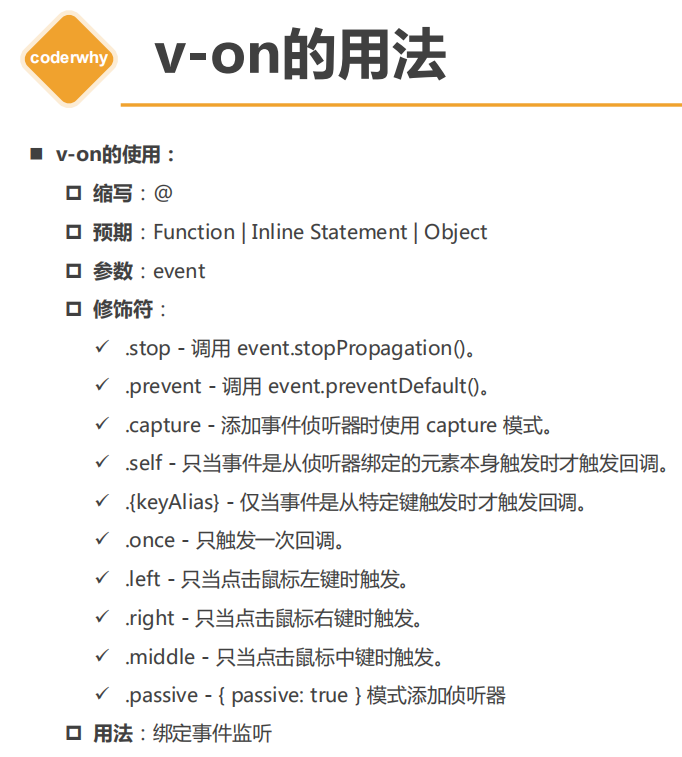 coderwhy
v-on的用法
v-on的使用：
缩写：@
预期：Function | Inline Statement | Object
参数：event
修饰符：
.stop - 调用 event.stopPropagation()。
.prevent - 调用 event.preventDefault()。
.capture - 添加事件侦听器时使用 capture 模式。
.self - 只当事件是从侦听器绑定的元素本身触发时才触发回调。
.{keyAlias} - 仅当事件是从特定键触发时才触发回调。
.once - 只触发一次回调。
.left - 只当点击鼠标左键时触发。
.right - 只当点击鼠标右键时触发。
.middle - 只当点击鼠标中键时触发。
.passive - { passive: true } 模式添加侦听器
用法：绑定事件监听